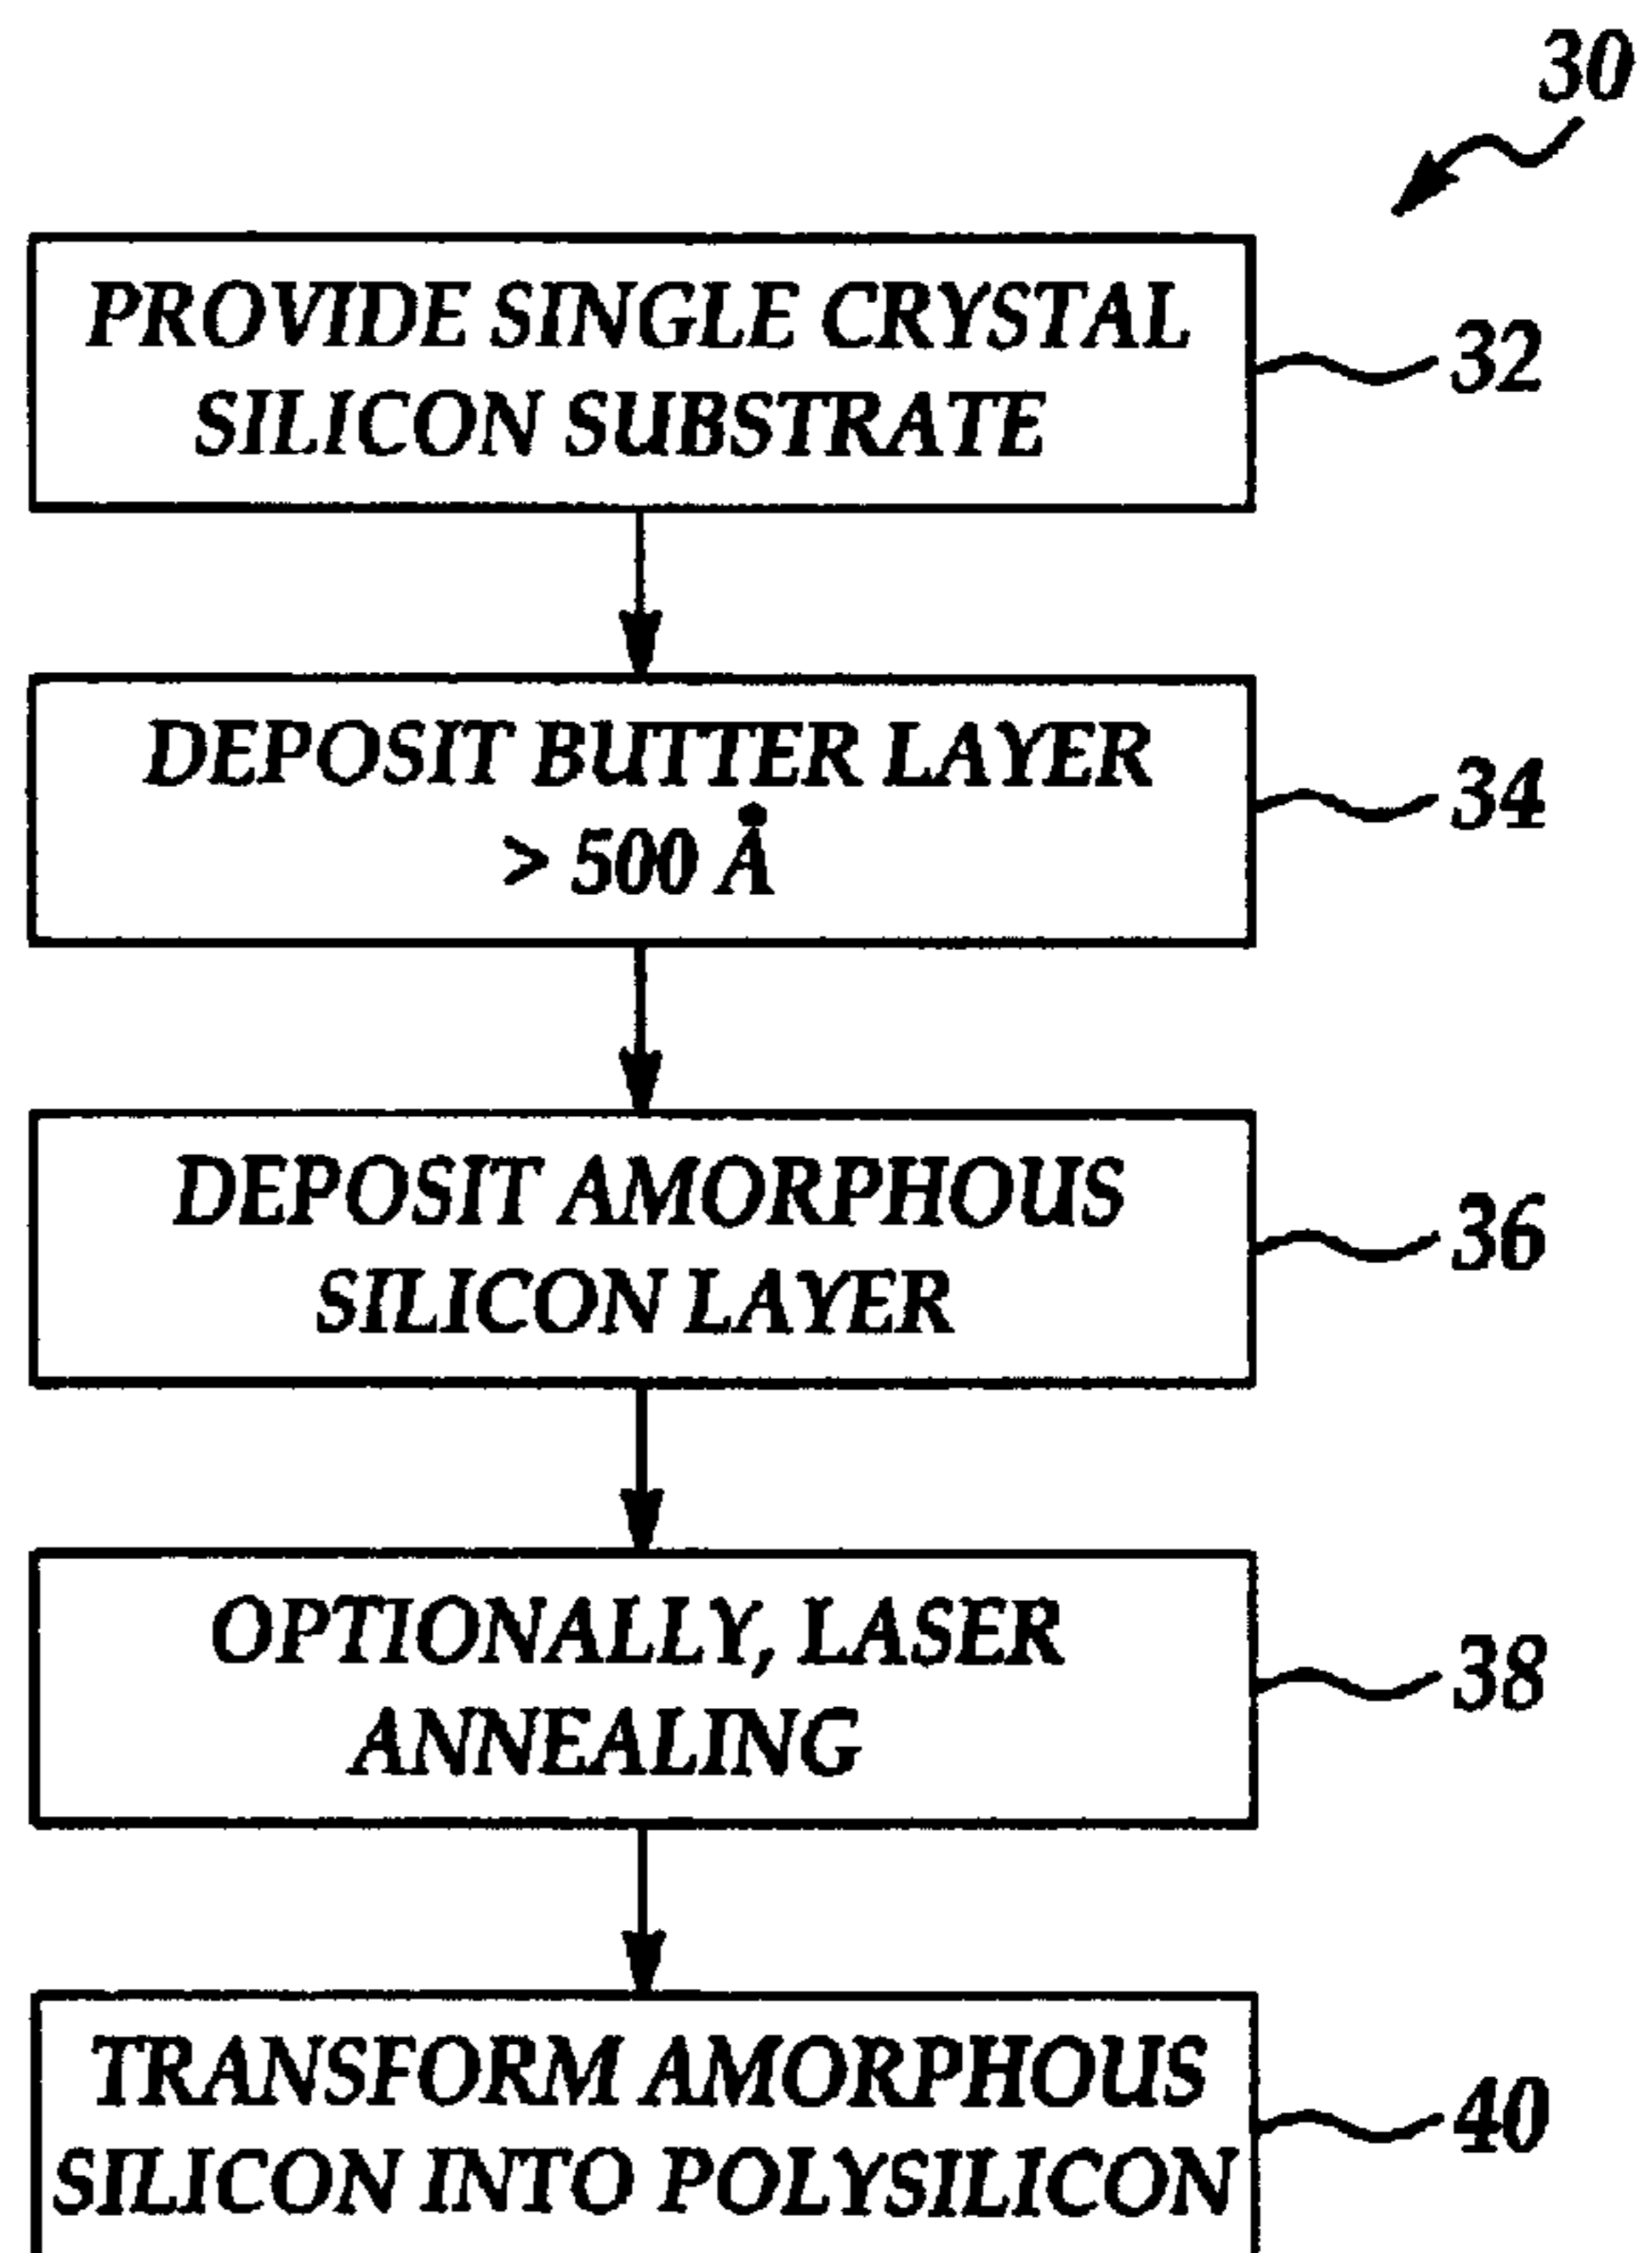 30
PROVIDE SINGLE CRYSTAL
SILICON SUBSTRATE
32
DEPOSIT BUTTER LAYER
> 500 Å
34
DEPOSIT AMORPHOUS
SILICON LAYER
36
OPTIONALLY, LASER
ANNEALING
38
TRANSFORM AMORPHOUS
SILICON INTO POLYSILICON
40